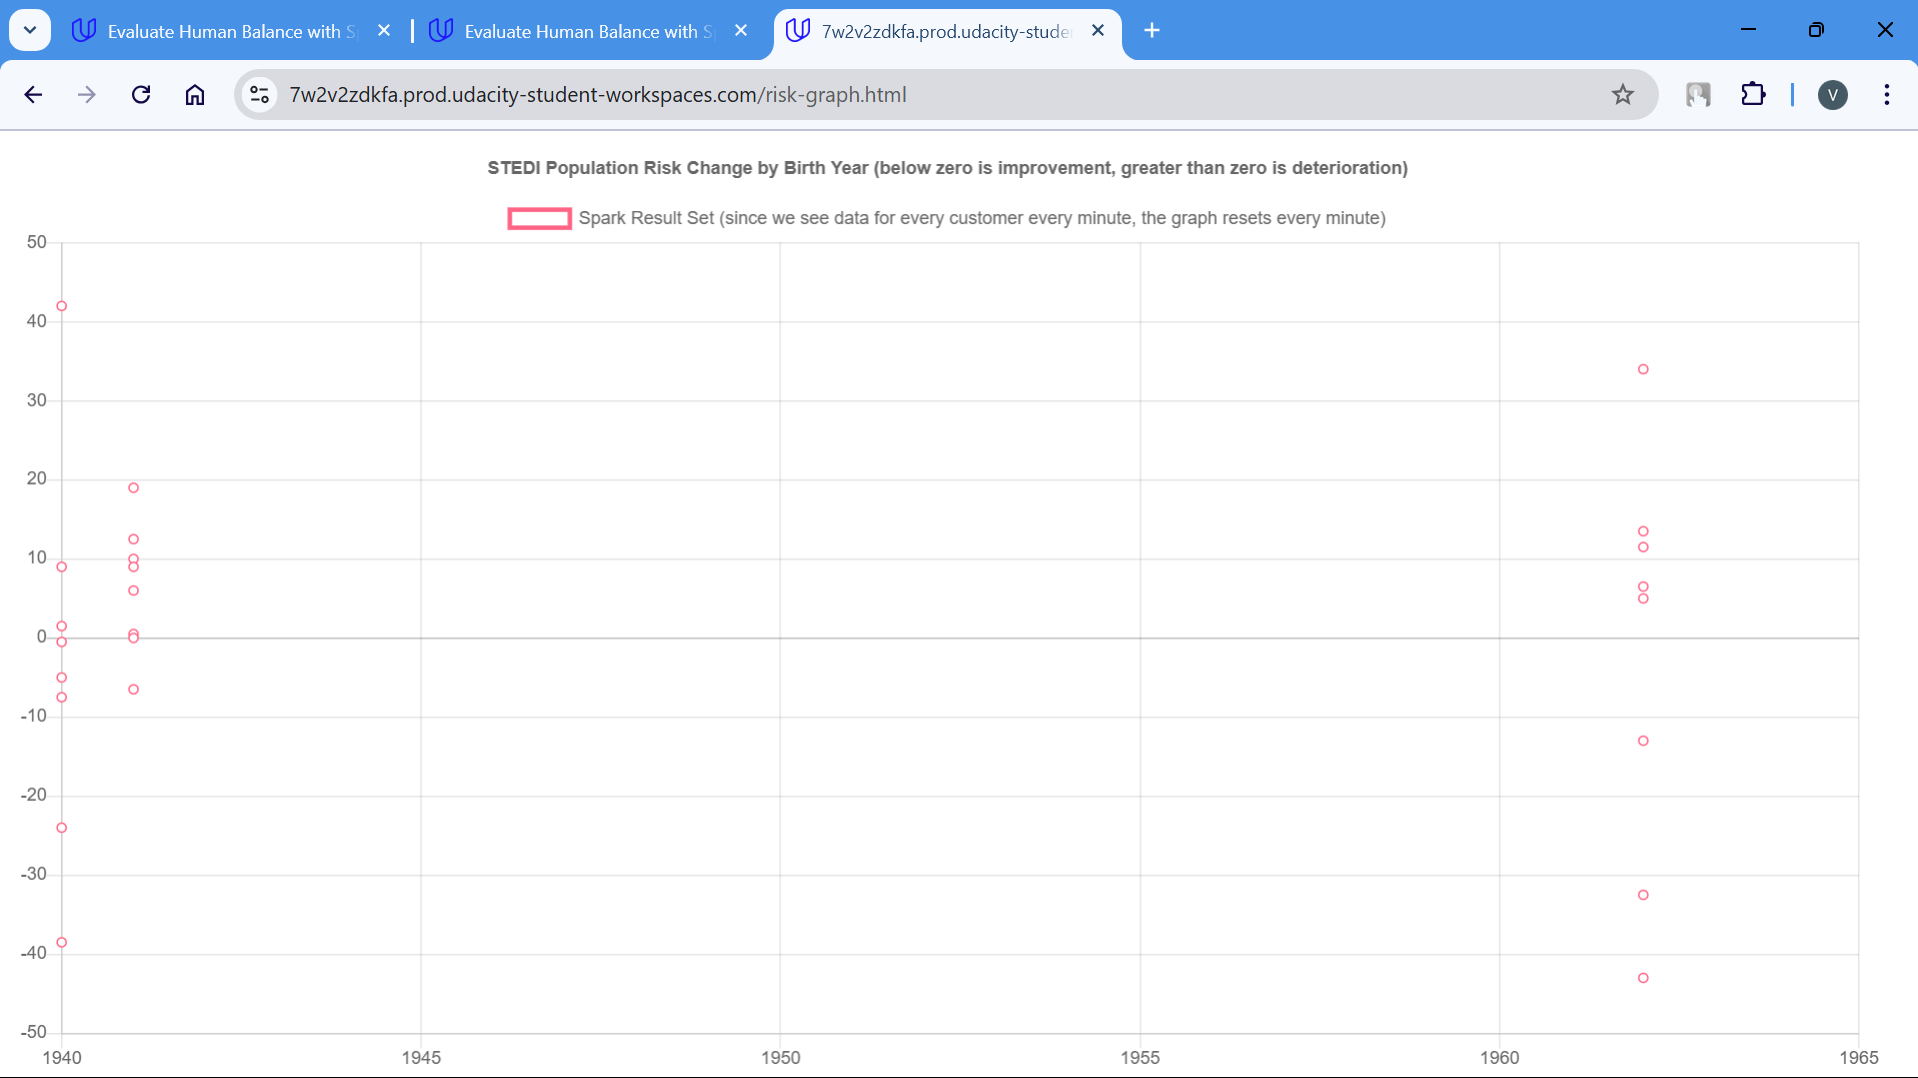 Evaluate Human Balance with S
Evaluate Human Balance with S
7w2v2zdkfa.prod.udacity-stude
7w2v2zdkfa.prod.udacity-student-workspaces.com/risk-graph.html
V
STEDI Population Risk Change by Birth Year (below zero is improvement, greater than zero is deterioration)
Spark Result Set (since we see data for every customer every minute, the graph resets every minute)
50
40
30
20
10
0
-10
-20
-30
-40
-50
1940 1945 1950 1955 1960 1965